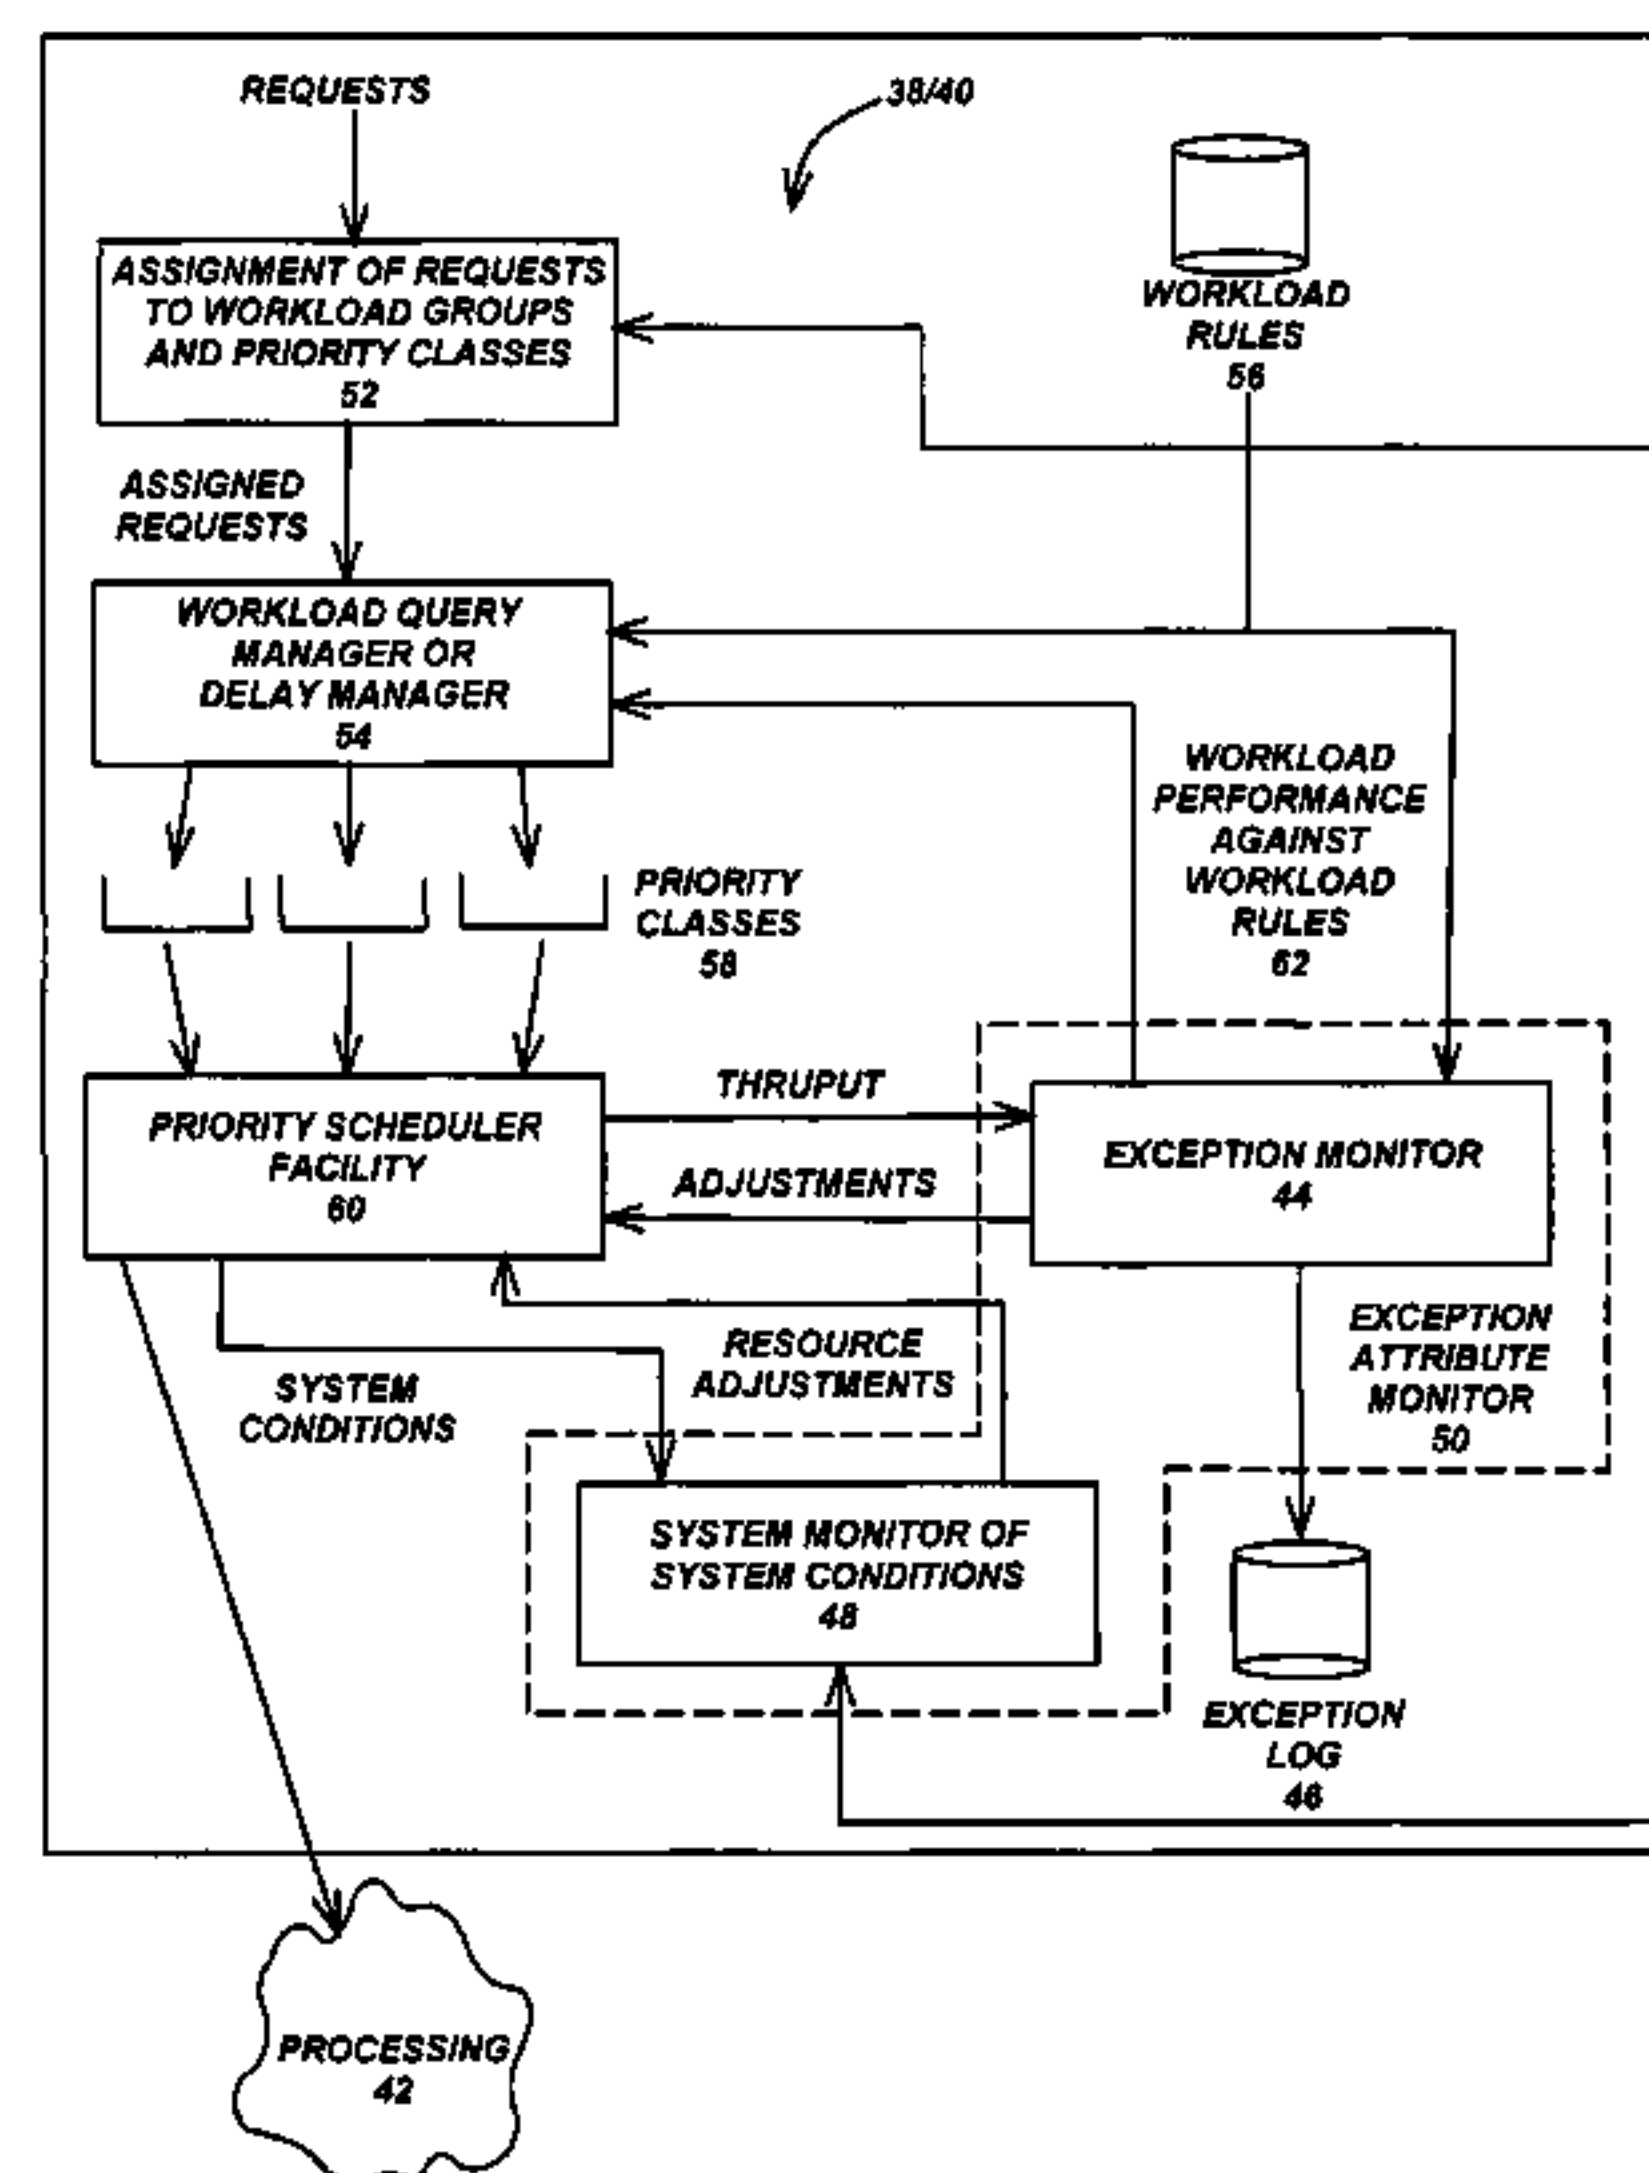 REQUESTS
38/40
ASSIGNMENT OF REQUESTS
TO WORKLOAD GROUPS
AND PRIORITY CLASSES
52
WORKLOAD
RULES
56
ASSIGNED
REQUESTS
WORKLOAD QUERY
MANAGER OR
DELAY MANAGER
54
WORKLOAD
PERFORMANCE
AGAINST
WORKLOAD
RULES
62
PRIORITY
CLASSES
58
PRIORITY SCHEDULER
FACILITY
60
THRUPUT
ADJUSTMENTS
EXCEPTION MONITOR
44
RESOURCE
ADJUSTMENTS
SYSTEM
CONDITIONS
EXCEPTION
ATTRIBUTE
MONITOR
50
SYSTEM MONITOR OF
SYSTEM CONDITIONS
48
EXCEPTION
LOG
46
PROCESSING
42